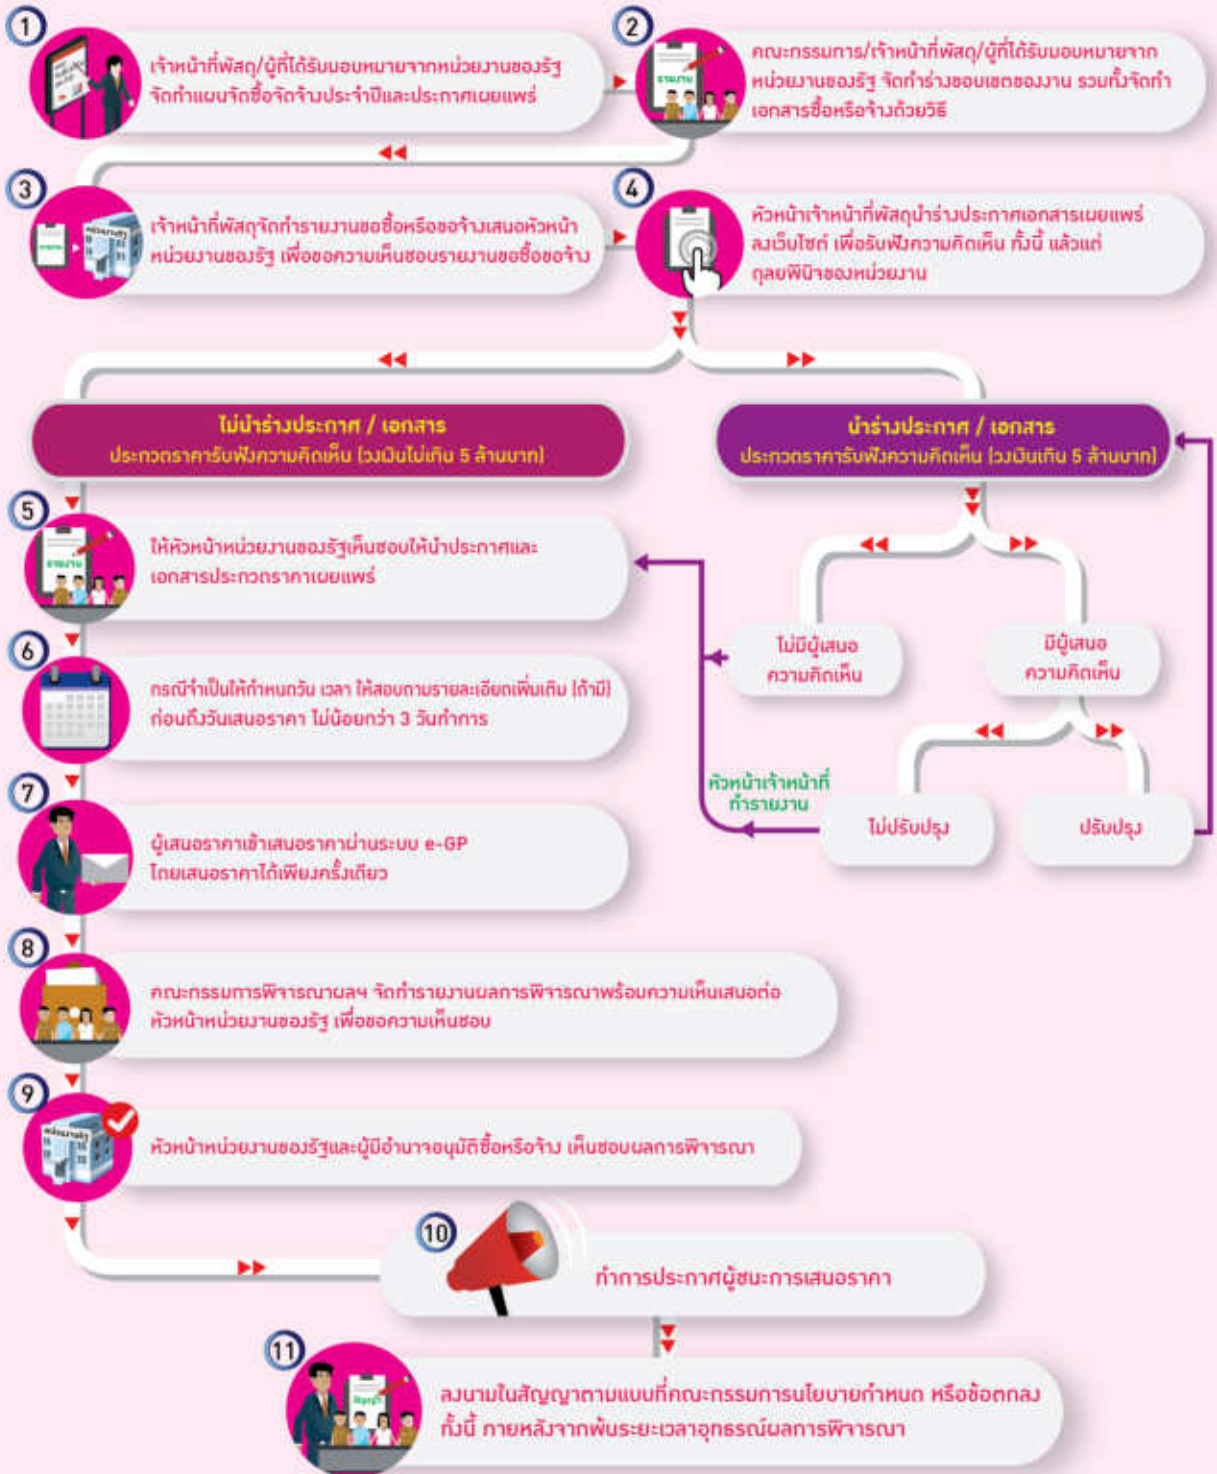 1
เจ้าหน้าที่พัสดุ/ผู้ที่ได้รับมอบหมายจากหน่วยงานของรัฐ
จัดทำแผนจัดซื้อจัดจ้างประจำปีและประกาศเผยแพร่
2
รายงาน
คณะกรรมการ/เจ้าหน้าที่พัสดุ/ผู้ที่ได้รับมอบหมายจาก
หน่วยงานของรัฐ จัดทำร่างขอบเขตของงาน รวมทั้งจัดทำ
เอกสารซื้อหรือจ้างด้วยวิธี
3
เจ้าหน้าที่พัสดุจัดทำรายงานขอซื้อหรือขอจ้างเสนอหัวหน้า
หน่วยงานของรัฐ เพื่อขอความเห็นชอบรายงานขอซื้อขอจ้าง
4
หัวหน้าเจ้าหน้าที่พัสดุนำร่างประกาศเอกสารเผยแพร่
ลงเว็บไซต์ เพื่อรับฟังความคิดเห็น ทั้งนี้ แล้วแต่
ดุลยพินิจของหน่วยงาน
ไม่นำร่างประกาศ / เอกสาร
ประกวดราคารับฟังความคิดเห็น (วงเงินไม่เกิน 5 ล้านบาท)
นำร่างประกาศ / เอกสาร
ประกวดราคารับฟังความคิดเห็น (วงเงินเกิน 5 ล้านบาท)
5
รายงาน
ให้หัวหน้าหน่วยงานของรัฐเห็นชอบให้นำประกาศและ
เอกสารประกวดราคาเผยแพร่
ไม่มีผู้เสนอ
ความคิดเห็น
มีผู้เสนอ
ความคิดเห็น
6
กรณีจำเป็นให้กำหนดวัน เวลา ให้สอบถามรายละเอียดเพิ่มเติม (ถ้ามี)
ก่อนถึงวันเสนอราคา ไม่น้อยกว่า 3 วันทำการ
หัวหน้าเจ้าหน้าที่
ทำรายงาน
ไม่ปรับปรุง
ปรับปรุง
7
ผู้เสนอราคาเข้าเสนอราคาผ่านระบบ e-GP
โดยเสนอราคาได้เพียงครั้งเดียว
8
คณะกรรมการพิจารณาผลฯ จัดทำรายงานผลการพิจารณาพร้อมความเห็นเสนอต่อ
หัวหน้าหน่วยงานของรัฐ เพื่อขอความเห็นชอบ
9
หน่วยงานรัฐ
หัวหน้าหน่วยงานของรัฐและผู้มีอำนาจอนุมัติซื้อหรือจ้าง เห็นชอบผลการพิจารณา
10
ทำการประกาศผู้ชนะการเสนอราคา
11
สัญญา
ลงนามในสัญญาตามแบบที่คณะกรรมการนโยบายกำหนด หรือข้อตกลง
ทั้งนี้ ภายหลังจากพ้นระยะเวลาอุทธรณ์ผลการพิจารณา